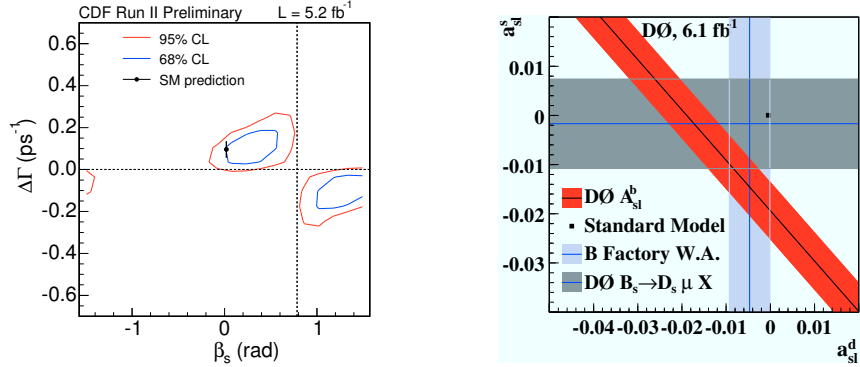 CDF Run II Preliminary L = 5.2 fb⁻¹
95% CL
68% CL
SM prediction
ΔΓ (ps⁻¹)
0.6
0.4
0.2
0.0
-0.2
-0.4
-0.6
-1 0 1
βₛ (rad)
DØ, 6.1 fb⁻¹
aˢₛₗ
0.01
0
-0.01
-0.02
-0.03
DØ Aᵇₛₗ
Standard Model
B Factory W.A.
DØ Bₛ→Dₛ μ X
-0.04 -0.03 -0.02 -0.01 0 0.01
aᵈₛₗ